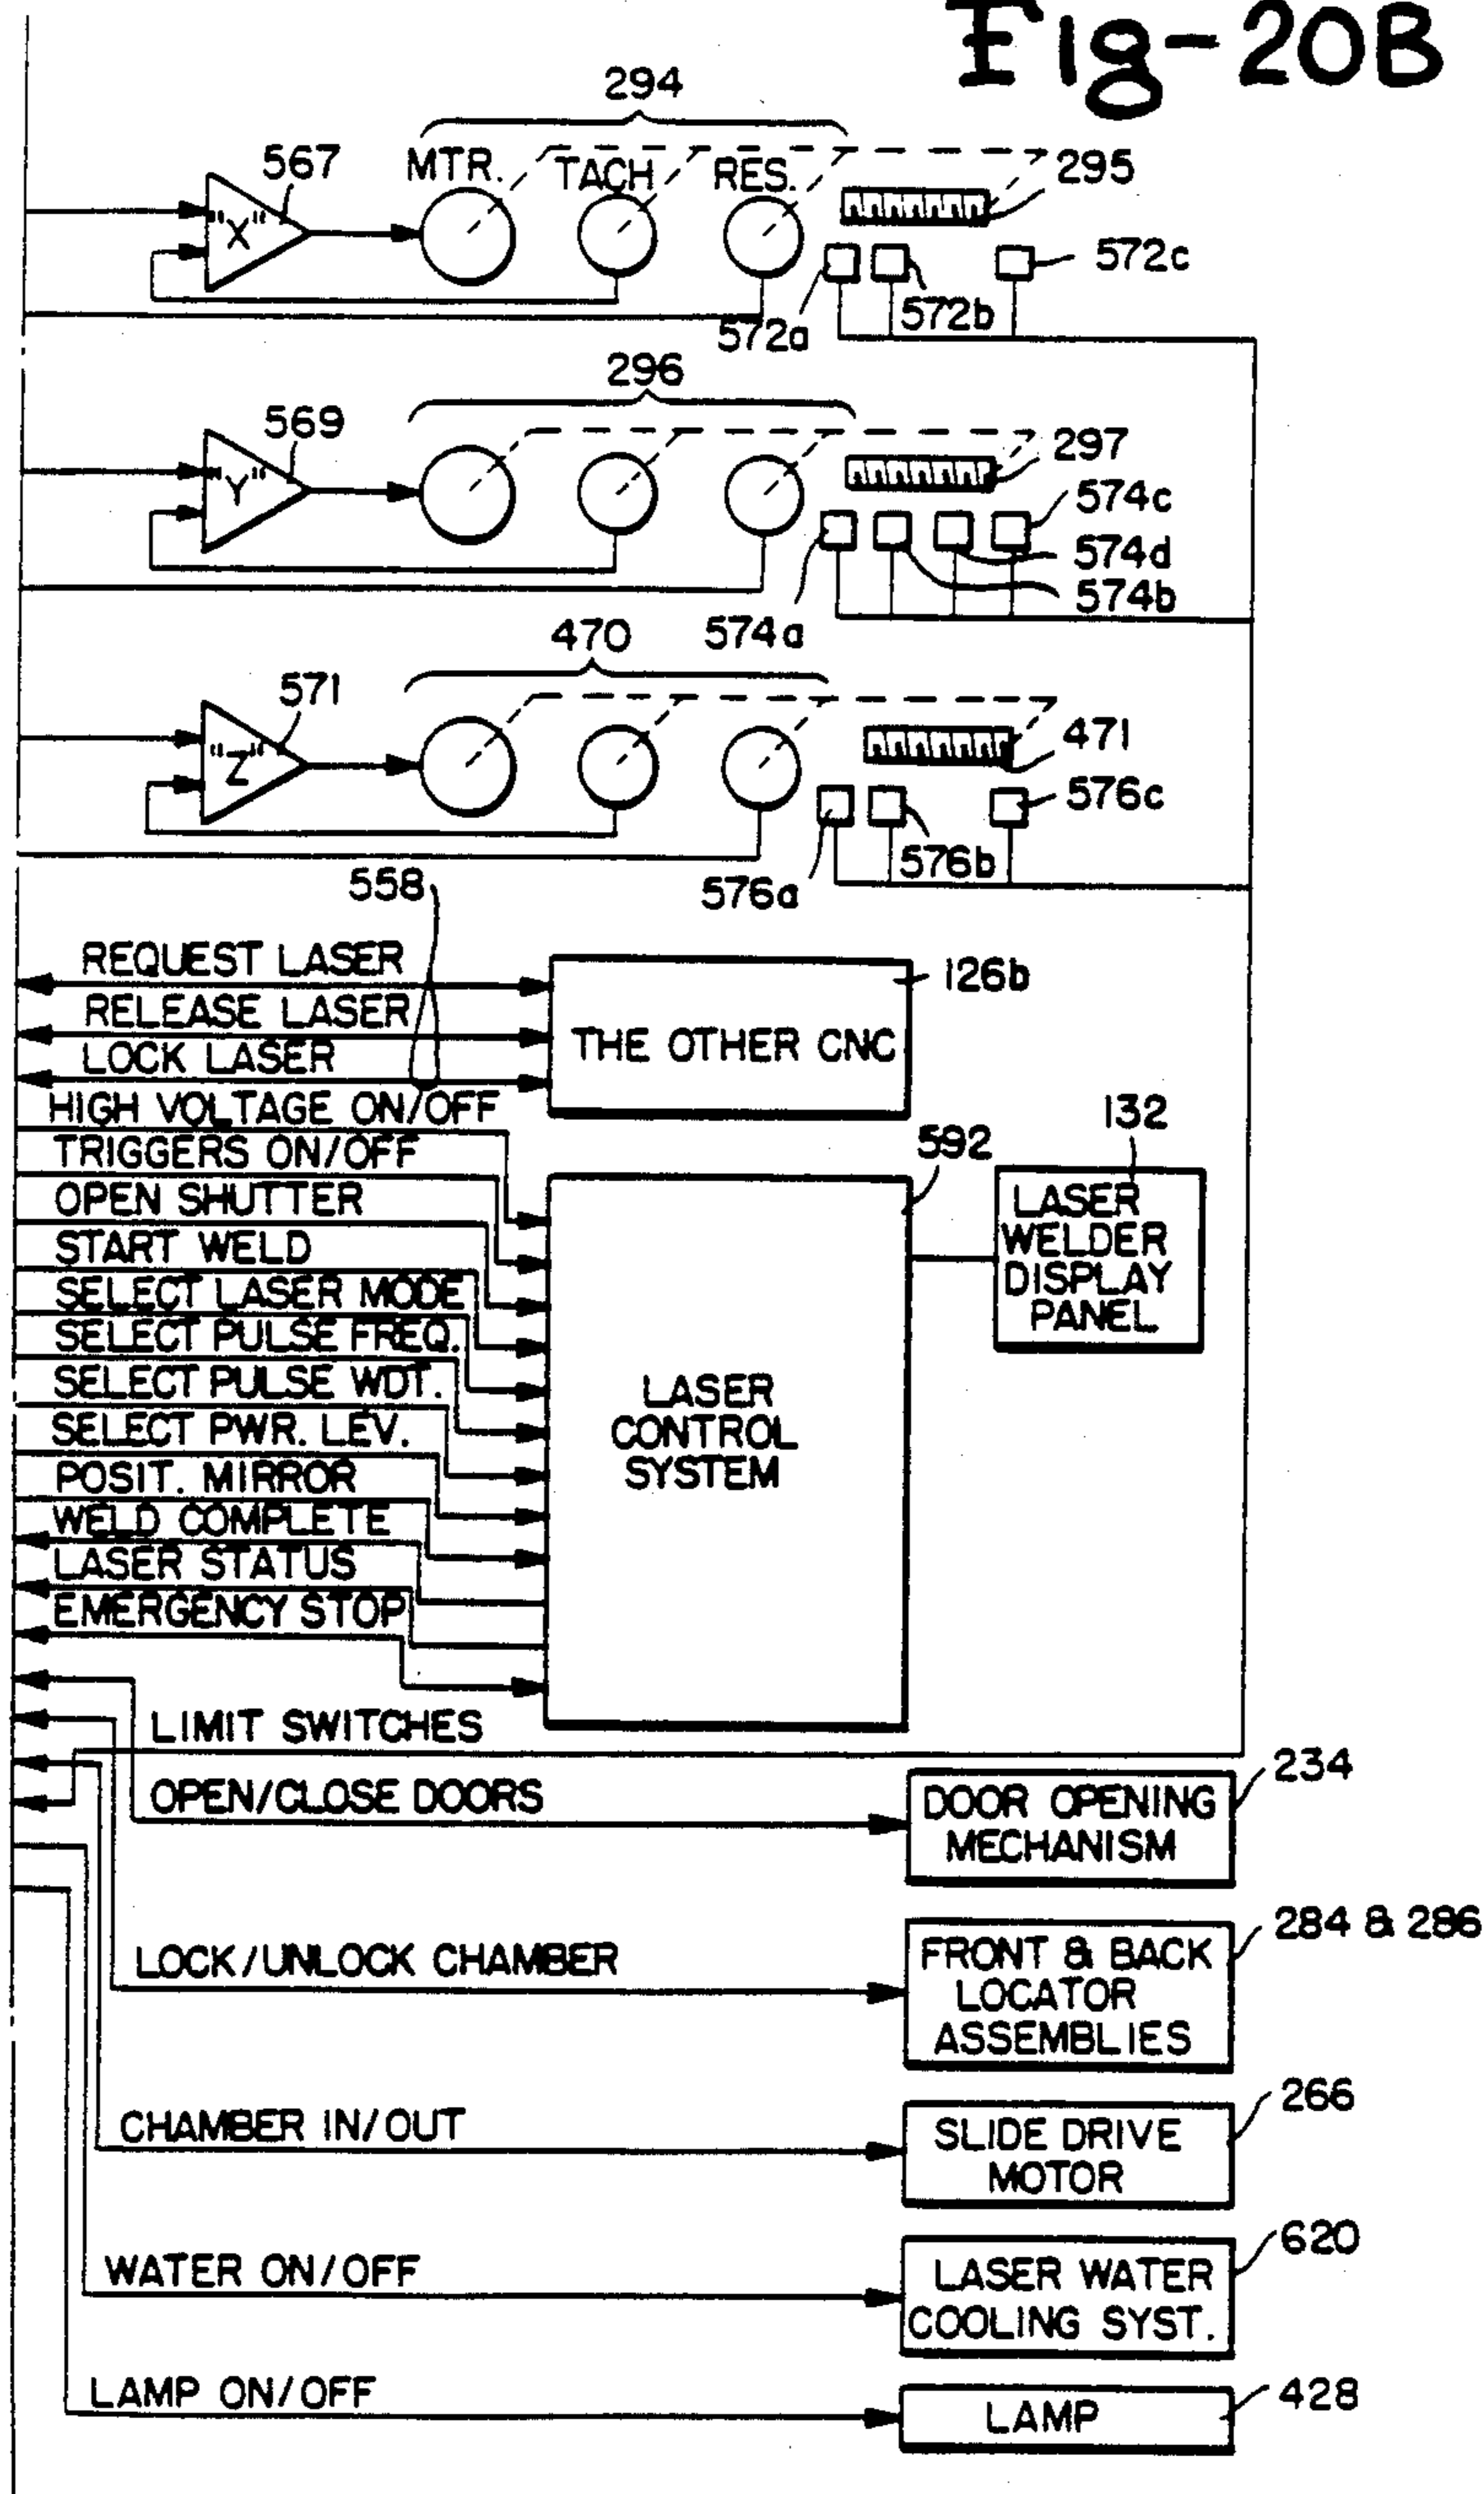 Fig-20B
294
567
MTR.
TACH
RES.
295
"X"
572c
572b
572a
296
569
297
"Y"
574c
574d
574b
574a
470
571
471
"Z"
576c
576b
576a
558
REQUEST LASER
126b
RELEASE LASER
THE OTHER CNC
LOCK LASER
HIGH VOLTAGE ON/OFF
132
TRIGGERS ON/OFF
592
OPEN SHUTTER
LASER
WELDER
DISPLAY
PANEL
START WELD
SELECT LASER MODE
SELECT PULSE FREQ.
SELECT PULSE WDT.
LASER
CONTROL
SYSTEM
SELECT PWR. LEV.
POSIT. MIRROR
WELD COMPLETE
LASER STATUS
EMERGENCY STOP
LIMIT SWITCHES
234
OPEN/CLOSE DOORS
DOOR OPENING
MECHANISM
284 & 286
LOCK/UNLOCK CHAMBER
FRONT & BACK
LOCATOR
ASSEMBLIES
266
CHAMBER IN/OUT
SLIDE DRIVE
MOTOR
620
WATER ON/OFF
LASER WATER
COOLING SYST.
LAMP ON/OFF
428
LAMP